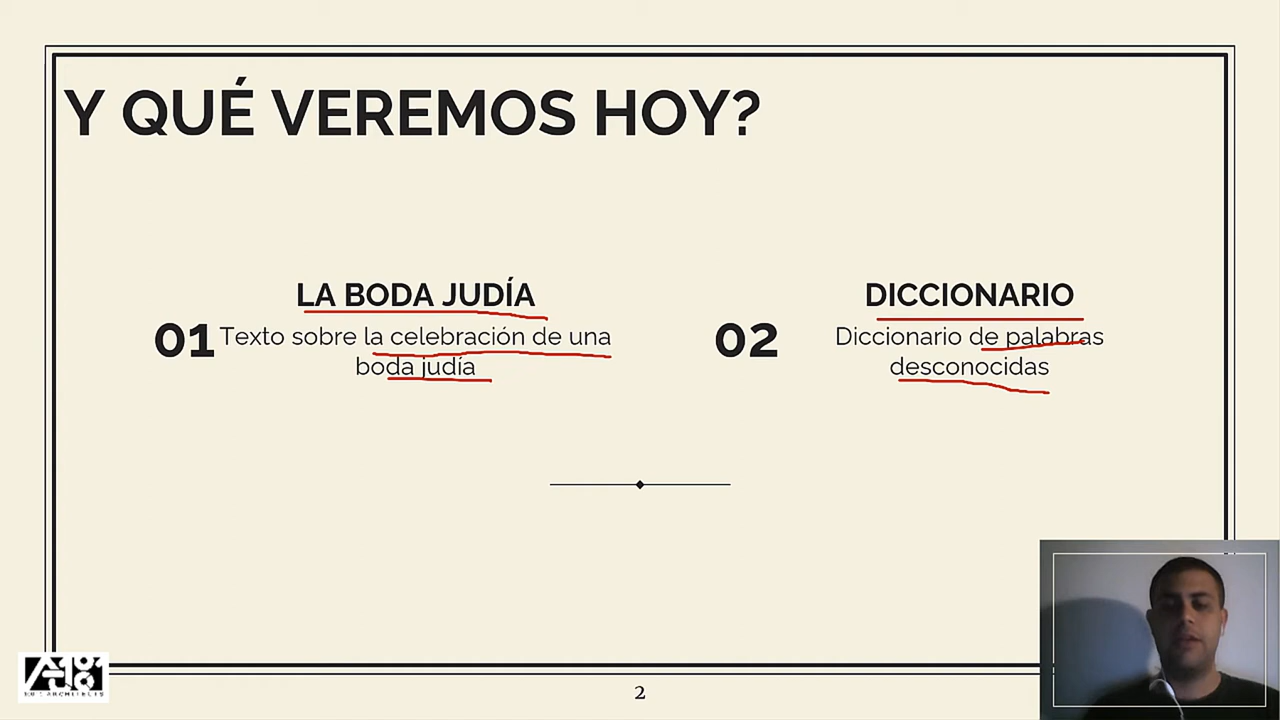 Y QUÉ VEREMOS HOY?
LA BODA JUDÍA
01
Texto sobre la celebración de una
boda judía
DICCIONARIO
02
Diccionario de palabras
desconocidas
2